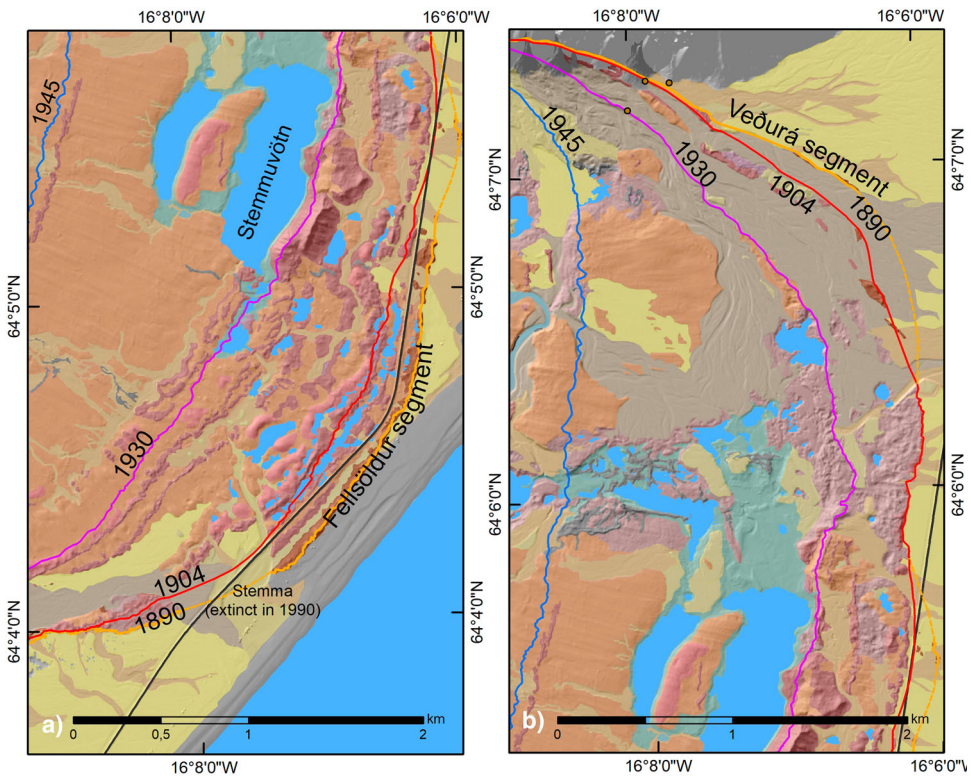 16°8'0"W
16°6'0"W
16°8'0"W
16°6'0"W
1945
Stemmuvötn
64°5'0"N
64°5'0"N
1930
Fellsöldur segment
1904
1890
Stemma
(extinct in 1990)
64°4'0"N
64°4'0"N
a)
0
0,5
1
2
km
16°8'0"W
1945
Veðurá segment
1930
1904
1890
64°7'0"N
64°7'0"N
64°6'0"N
64°6'0"N
b)
0
1
2
km
16°8'0"W
16°6'0"W